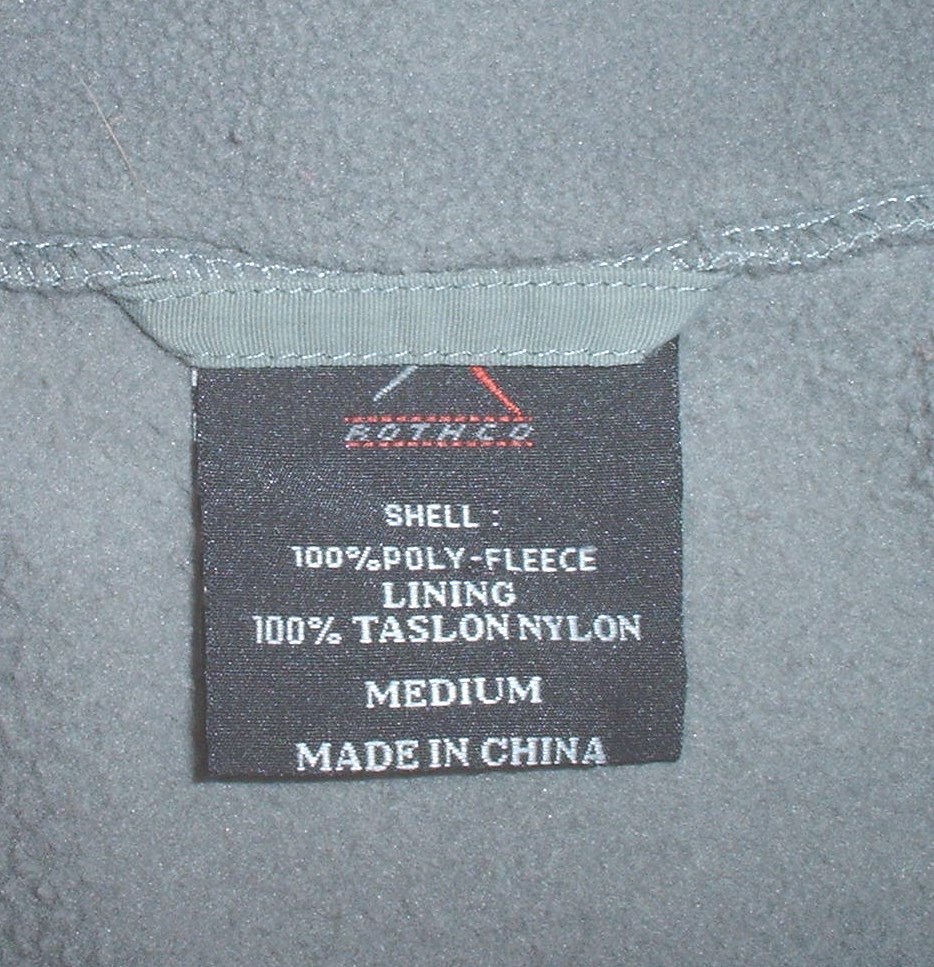 ROTHCO
SHELL :
100%POLY-FLEECE
LINING
100% TASLON NYLON
MEDIUM
MADE IN CHINA